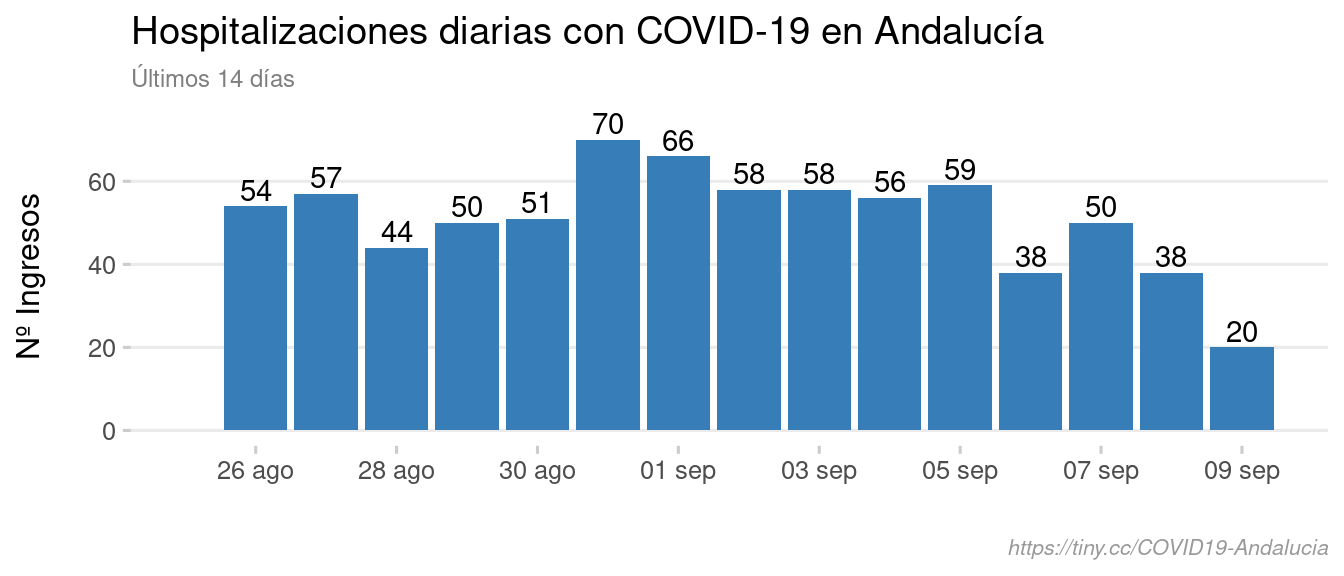 Hospitalizaciones diarias con COVID-19 en Andalucía
Últimos 14 días
Nº Ingresos
60
40
20
0
54
57
44
50
51
70
66
58
58
56
59
38
50
38
20
26 ago
28 ago
30 ago
01 sep
03 sep
05 sep
07 sep
09 sep
https://tiny.cc/COVID19-Andalucia